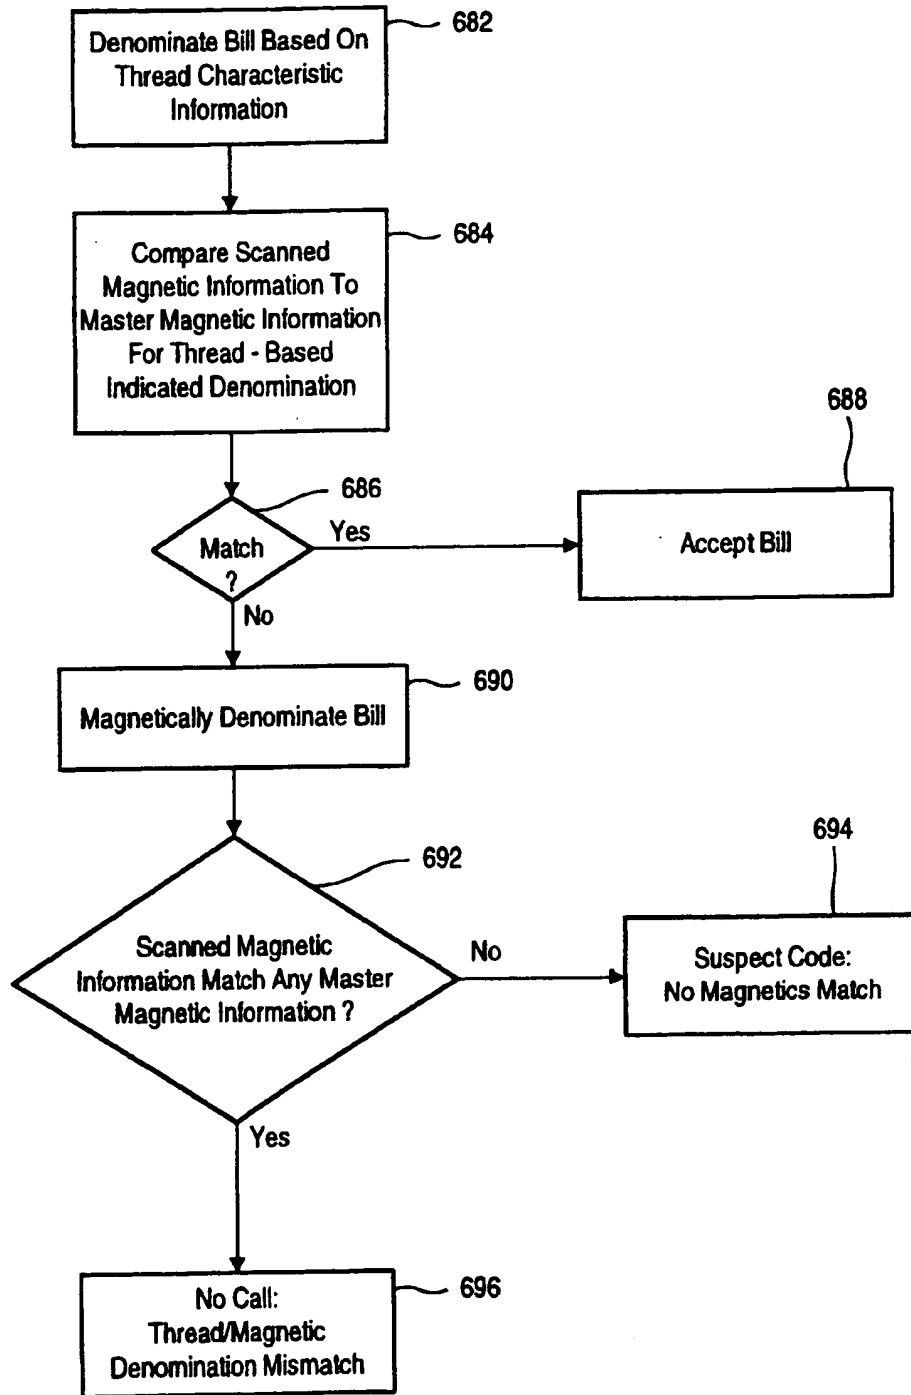 682
Denominate Bill Based On
Thread Characteristic
Information
684
Compare Scanned
Magnetic Information To
Master Magnetic Information
For Thread - Based
Indicated Denomination
688
686
Yes
Match
?
Accept Bill
No
690
Magnetically Denominate Bill
694
692
Scanned Magnetic
Information Match Any Master
Magnetic Information ?
No
Suspect Code:
No Magnetics Match
Yes
696
No Call:
Thread/Magnetic
Denomination Mismatch